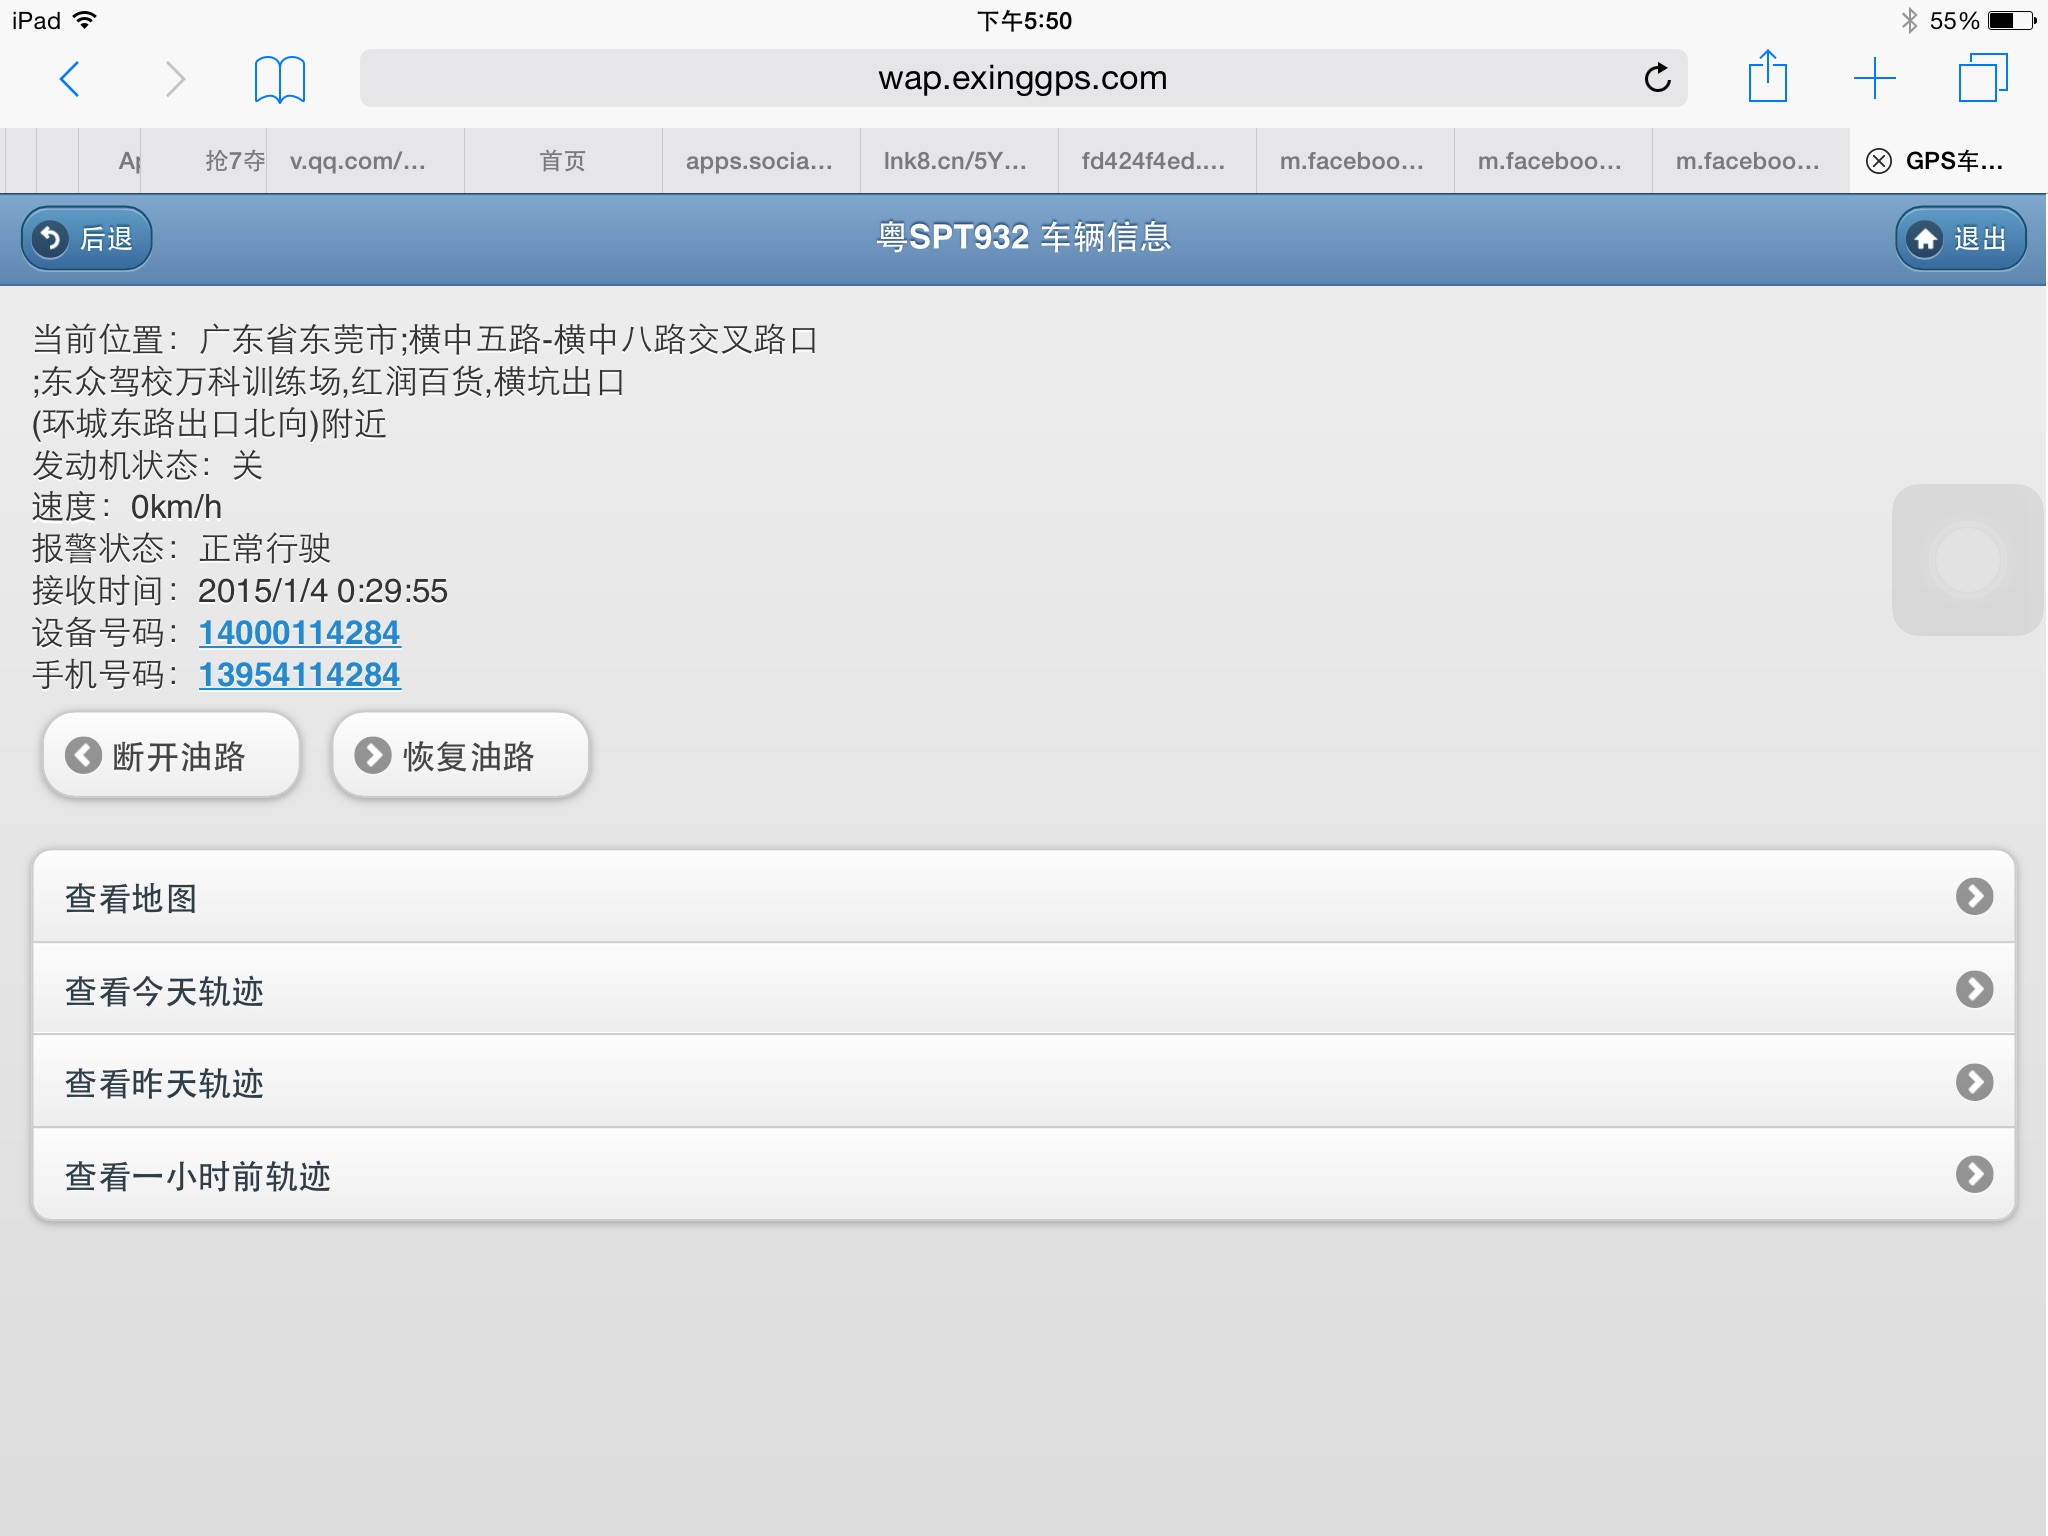 iPad
下午5:50
55%
wap.exinggps.com
抢7夺
v.qq.com/...
首页
apps.socia...
lnk8.cn/5Y...
fd424f4ed....
m.faceboo...
m.faceboo...
m.faceboo...
GPS车...
后退
粤SPT932 车辆信息
退出
当前位置：广东省东莞市;横中五路-横中八路交叉路口
;东众驾校万科训练场,红润百货,横坑出口
(环城东路出口北向)附近
发动机状态：关
速度：0km/h
报警状态：正常行驶
接收时间：2015/1/4 0:29:55
设备号码：14000114284
手机号码：13954114284
断开油路
恢复油路
查看地图
查看今天轨迹
查看昨天轨迹
查看一小时前轨迹